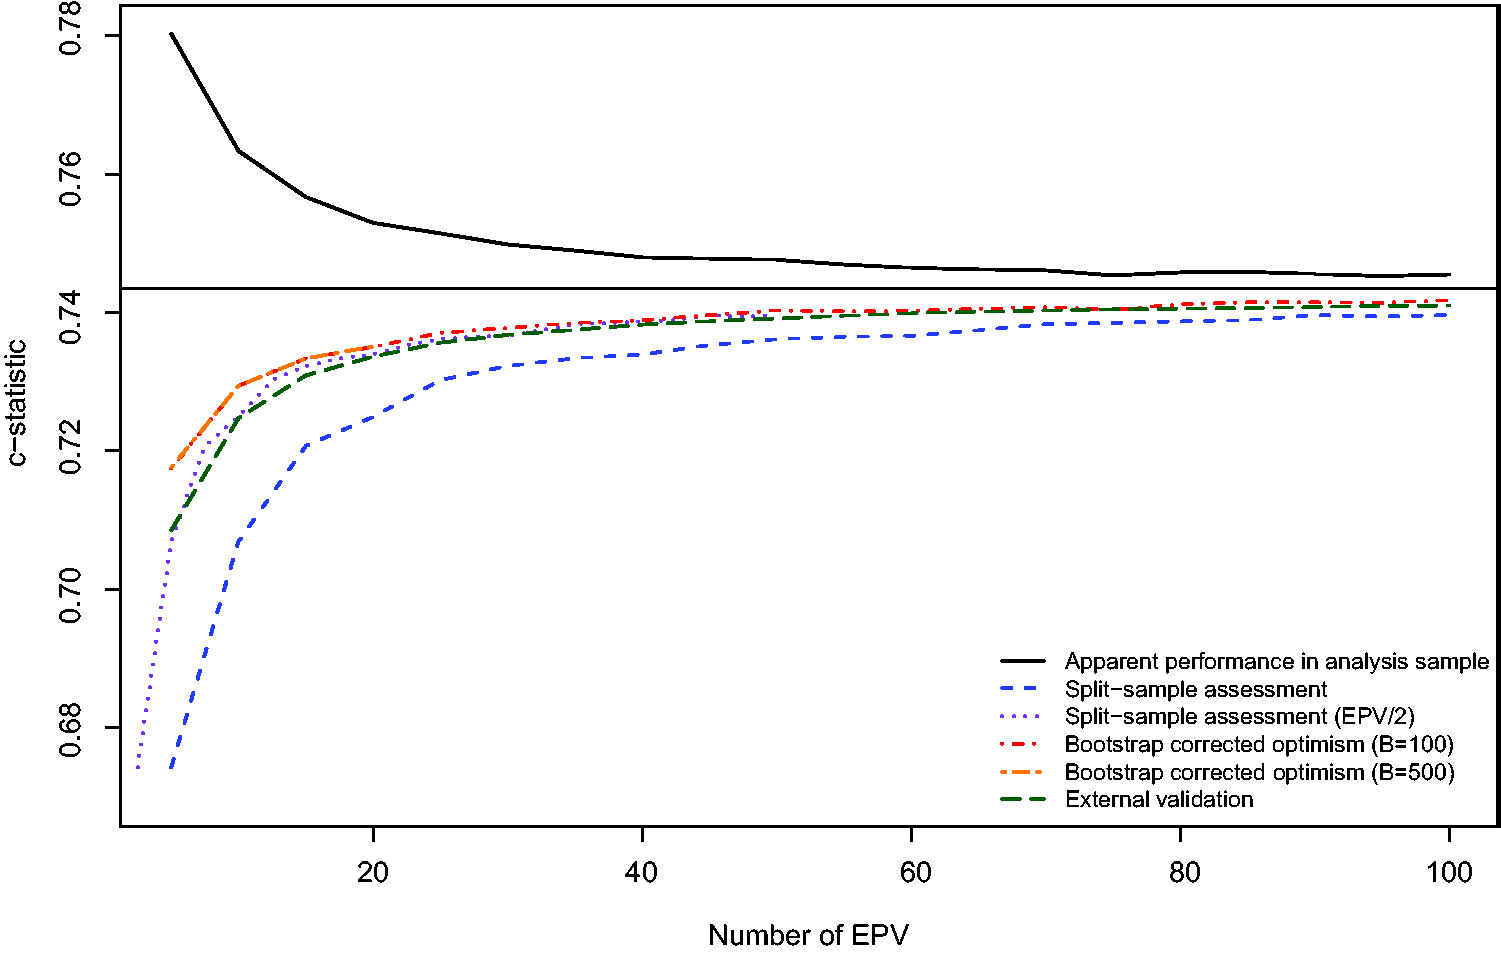 0.78
0.76
0.74
0.72
0.70
0.68
c−statistic
Apparent performance in analysis sample
Split−sample assessment
Split−sample assessment (EPV/2)
Bootstrap corrected optimism (B=100)
Bootstrap corrected optimism (B=500)
External validation
20 40 60 80 100
Number of EPV